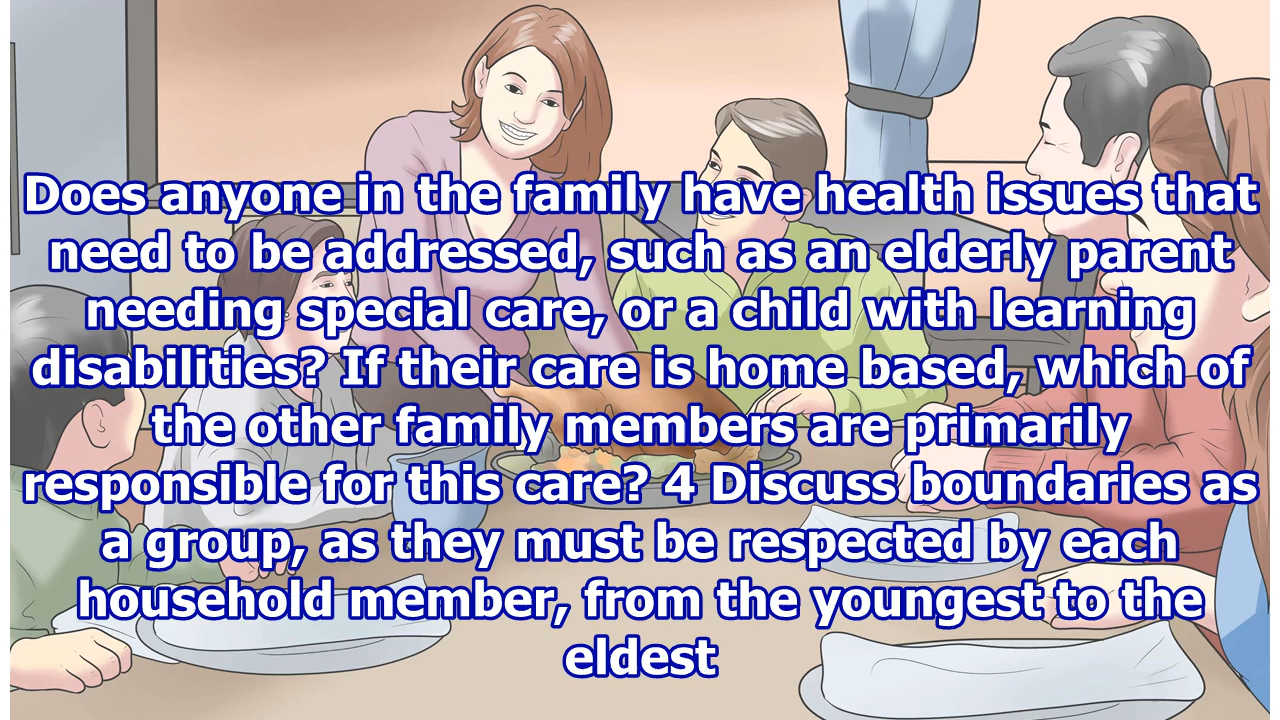 Does anyone in the family have health issues that
need to be addressed, such as an elderly parent
needing special care, or a child with learning
disabilities? If their care is home based, which of
the other family members are primarily
responsible for this care? 4 Discuss boundaries as
a group, as they must be respected by each
household member, from the youngest to the
eldest